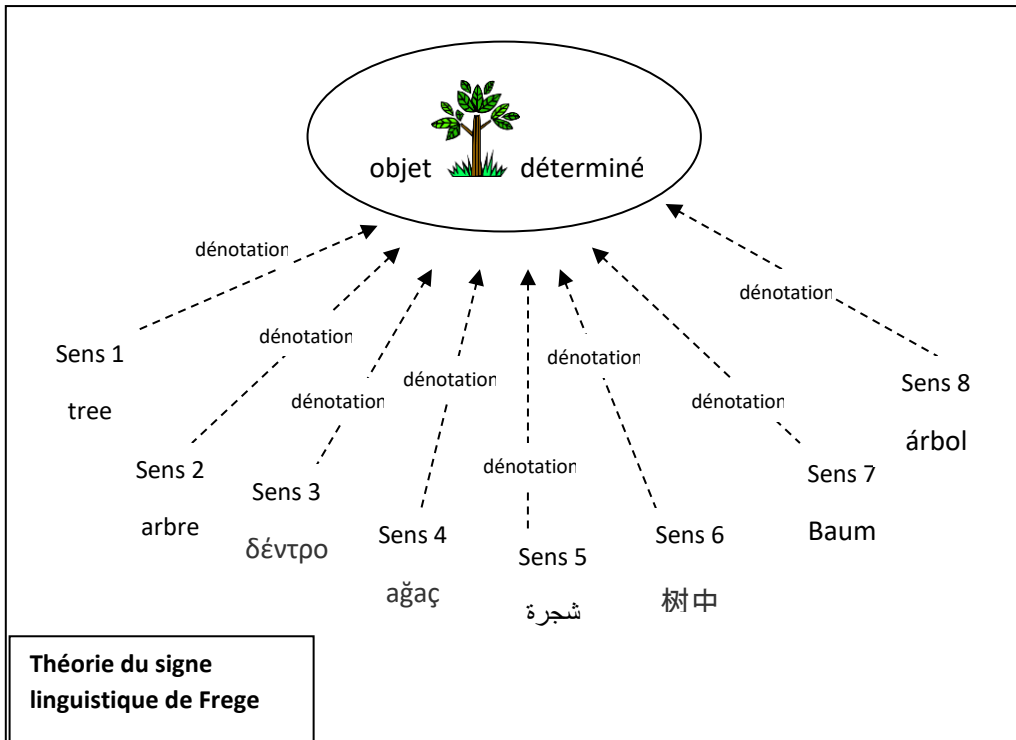 objet déterminé
dénotation
dénotation
dénotation
dénotation
dénotation
dénotation
dénotation
dénotation
Sens 1
tree
Sens 2
arbre
Sens 3
δέντρο
Sens 4
ağaç
Sens 5
شجرة
Sens 6
树中
Sens 7
Baum
Sens 8
árbol
Théorie du signe
linguistique de Frege